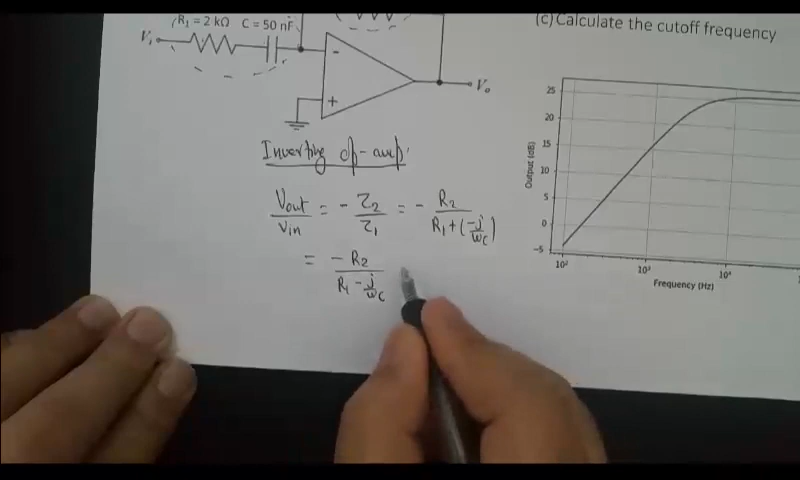 (c) Calculate the cutoff frequency
R₁ = 2 kΩ C = 50 nF
Vᵢ
-
+
Vₒ
Inverting op-amp:
Vout/Vin = - Z₂/Z₁ = - R₂/(R₁+(-j/ωC))
= -R₂/(R₁ - j/ωC)
25
20
15
10
5
0
−5
Output (dB)
10² 10³ 10⁴
Frequency (Hz)